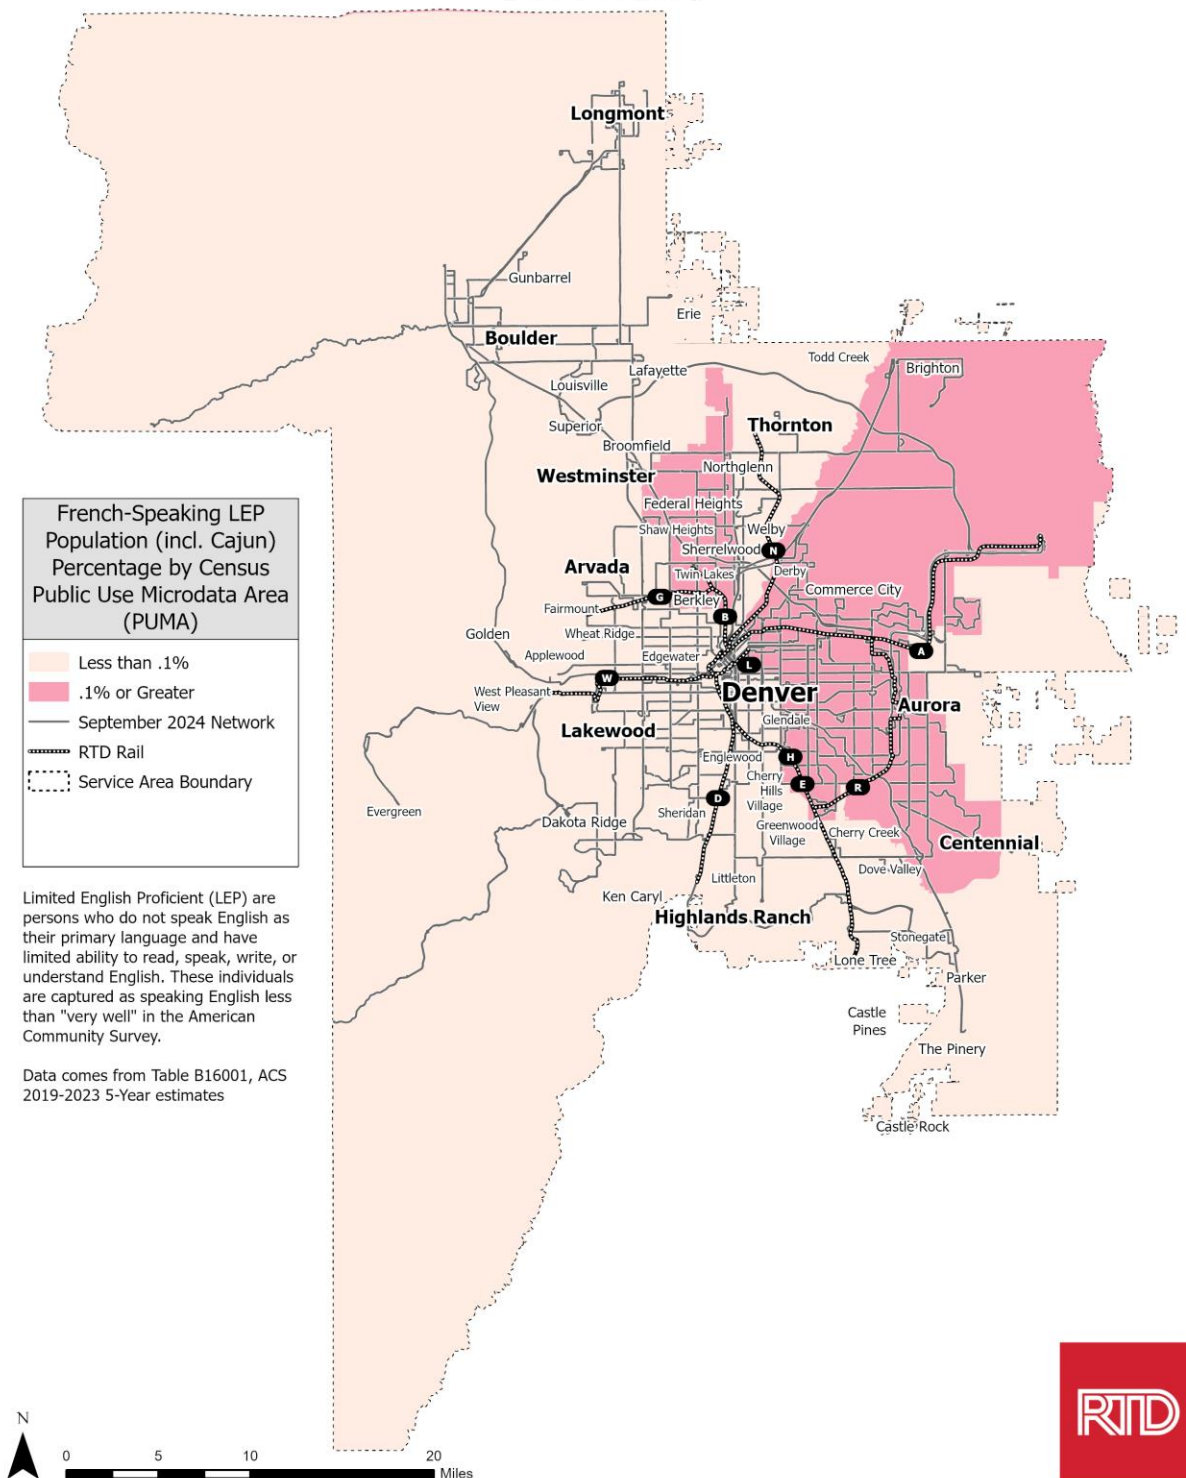 Longmont
Gunbarrel
Erie
Boulder
Todd Creek
Brighton
Lafayette
Louisville
Superior
Thornton
Broomfield
Westminster
Northglenn
Federal Heights
Shaw Heights
Welby
Sherrelwood
N
Arvada
Twin Lakes
Derby
Commerce City
G
Berkley
Fairmount
B
Golden
Wheat Ridge
Applewood
Edgewater
A
L
W
West Pleasant
View
Denver
Aurora
Glendale
Lakewood
Englewood
H
Cherry
Hills
Village
E
R
D
Evergreen
Sheridan
Dakota Ridge
Greenwood
Village
Cherry Creek
Centennial
Dove Valley
Littleton
Ken Caryl
Highlands Ranch
Stonegate
Lone Tree
Parker
Castle
Pines
The Pinery
Castle Rock
French-Speaking LEP
Population (incl. Cajun)
Percentage by Census
Public Use Microdata Area
(PUMA)
Less than .1%
.1% or Greater
September 2024 Network
RTD Rail
Service Area Boundary
Limited English Proficient (LEP) are
persons who do not speak English as
their primary language and have
limited ability to read, speak, write, or
understand English. These individuals
are captured as speaking English less
than "very well" in the American
Community Survey.
Data comes from Table B16001, ACS
2019-2023 5-Year estimates
N
0 5 10 20
Miles
RTD